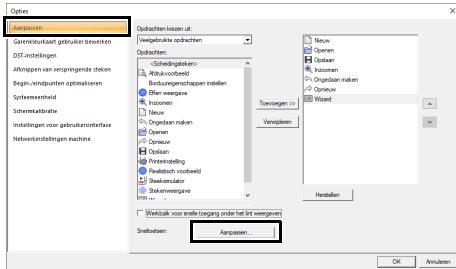 Opties
Aanpassen
Garenkleurkaart gebruiker bewerken
DST-instellingen
Afknippen van verspringende steken
Begin-/eindpunten optimaliseren
Systeemeenheid
Schermkalibratie
Instellingen voor gebruikersinterface
Netwerkinstellingen machine
Opdrachten kiezen uit:
Veelgebruikte opdrachten
Opdrachten:
<Scheidingsteken>
Afdrukvoorbeeld
Borduureigenschappen instellen
Effen weergave
Inzoomen
Nieuw
Ongedaan maken
Openen
Opnieuw
Opslaan
Printerinstelling
Realistisch voorbeeld
Steeksimulator
Stekenweergave
Toevoegen >>
Verwijderen
Nieuw
Openen
Opslaan
Inzoomen
Ongedaan maken
Opnieuw
Wizard
Herstellen
Werkbalk voor snelle toegang onder het lint weergeven
Sneltoetsen:
Aanpassen...
OK
Annuleren